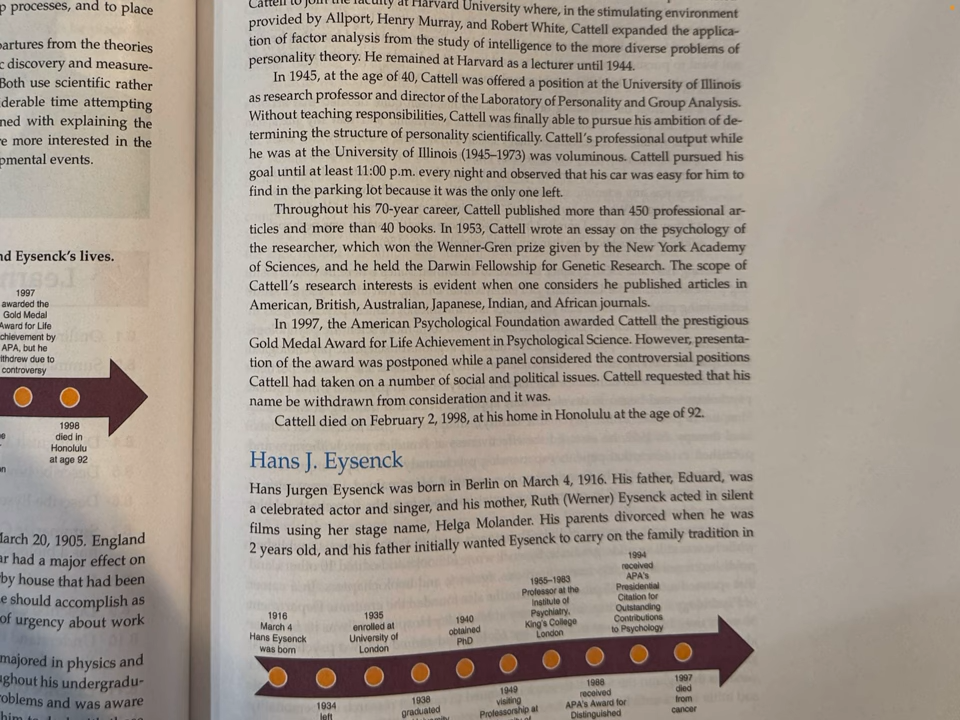 p processes, and to place
partures from the theories
c discovery and measure-
Both use scientific rather
derable time attempting
ned with explaining the
e more interested in the
pmental events.
nd Eysenck's lives.
1997
awarded the
Gold Medal
Award for Life
chievement by
APA, but he
ithdrew due to
controversy
1998
died in
Honolulu
at age 92
March 20, 1905. England
ar had a major effect on
by house that had been
e should accomplish as
of urgency about work
majored in physics and
ughout his undergradu-
oblems and was aware
Cattell to join the faculty at Harvard University where, in the stimulating environment
provided by Allport, Henry Murray, and Robert White, Cattell expanded the applica-
tion of factor analysis from the study of intelligence to the more diverse problems of
personality theory. He remained at Harvard as a lecturer until 1944.
In 1945, at the age of 40, Cattell was offered a position at the University of Illinois
as research professor and director of the Laboratory of Personality and Group Analysis.
Without teaching responsibilities, Cattell was finally able to pursue his ambition of de-
termining the structure of personality scientifically. Cattell's professional output while
he was at the University of Illinois (1945–1973) was voluminous. Cattell pursued his
goal until at least 11:00 p.m. every night and observed that his car was easy for him to
find in the parking lot because it was the only one left.
Throughout his 70-year career, Cattell published more than 450 professional ar-
ticles and more than 40 books. In 1953, Cattell wrote an essay on the psychology of
the researcher, which won the Wenner-Gren prize given by the New York Academy
of Sciences, and he held the Darwin Fellowship for Genetic Research. The scope of
Cattell's research interests is evident when one considers he published articles in
American, British, Australian, Japanese, Indian, and African journals.
In 1997, the American Psychological Foundation awarded Cattell the prestigious
Gold Medal Award for Life Achievement in Psychological Science. However, presenta-
tion of the award was postponed while a panel considered the controversial positions
Cattell had taken on a number of social and political issues. Cattell requested that his
name be withdrawn from consideration and it was.
Cattell died on February 2, 1998, at his home in Honolulu at the age of 92.
Hans J. Eysenck
Hans Jurgen Eysenck was born in Berlin on March 4, 1916. His father, Eduard, was
a celebrated actor and singer, and his mother, Ruth (Werner) Eysenck acted in silent
films using her stage name, Helga Molander. His parents divorced when he was
2 years old, and his father initially wanted Eysenck to carry on the family tradition in
1916
March 4
Hans Eysenck
was born
1935
enrolled at
University of
London
1940
obtained
PhD
1955–1983
Professor at the
Institute of
Psychiatry,
King's College
London
1994
received
APA's
Presidential
Citation for
Outstanding
Contributions
to Psychology
1934
left
1938
graduated
1949
visiting
Professorship at
1988
received
APA's Award for
Distinguished
1997
died
from
cancer